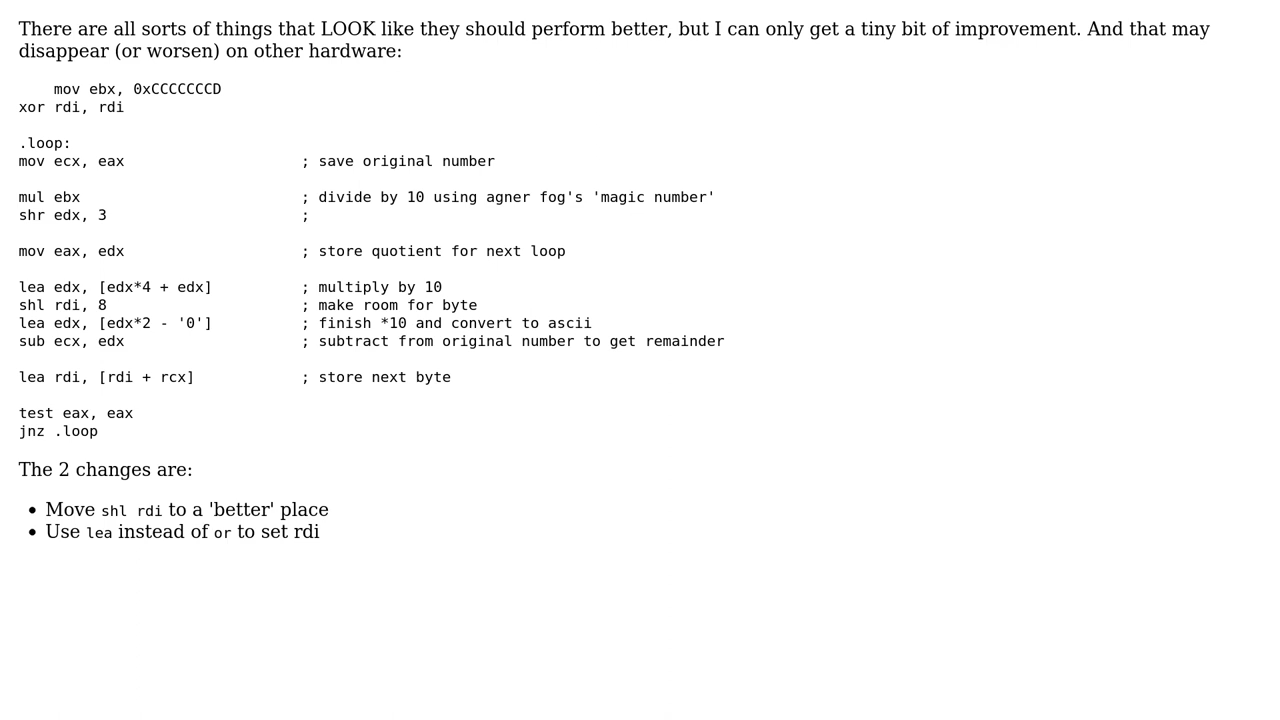 There are all sorts of things that LOOK like they should perform better, but I can only get a tiny bit of improvement. And that may
disappear (or worsen) on other hardware:
    mov ebx, 0xCCCCCCCD
xor rdi, rdi
.loop:
mov ecx, eax                    ; save original number
mul ebx                         ; divide by 10 using agner fog's 'magic number'
shr edx, 3                      ;
mov eax, edx                    ; store quotient for next loop
lea edx, [edx*4 + edx]          ; multiply by 10
shl rdi, 8                      ; make room for byte
lea edx, [edx*2 - '0']          ; finish *10 and convert to ascii
sub ecx, edx                    ; subtract from original number to get remainder
lea rdi, [rdi + rcx]            ; store next byte
test eax, eax
jnz .loop
The 2 changes are:
• Move shl rdi to a 'better' place
• Use lea instead of or to set rdi